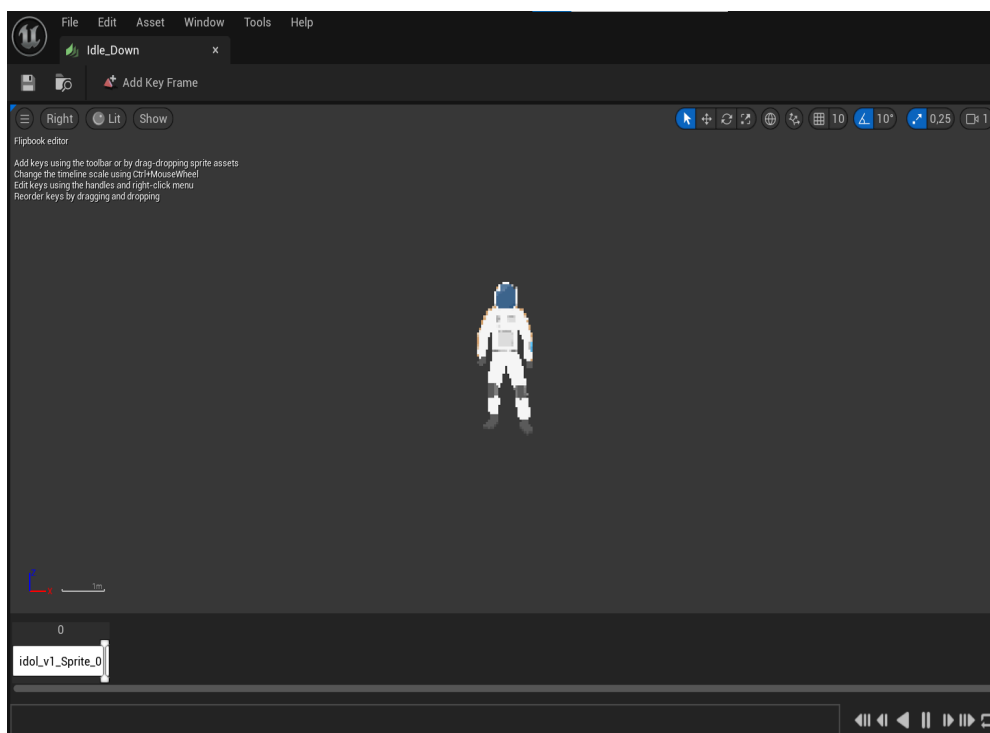 File Edit Asset Window Tools Help
Idle_Down
Add Key Frame
Right Lit Show 10 10° 0,25 1
Flipbook editor
Add keys using the toolbar or by drag-dropping sprite assets
Change the timeline scale using Ctrl+MouseWheel
Edit keys using the handles and right-click menu
Reorder keys by dragging and dropping
Z
X 1m
0
idol_v1_Sprite_0